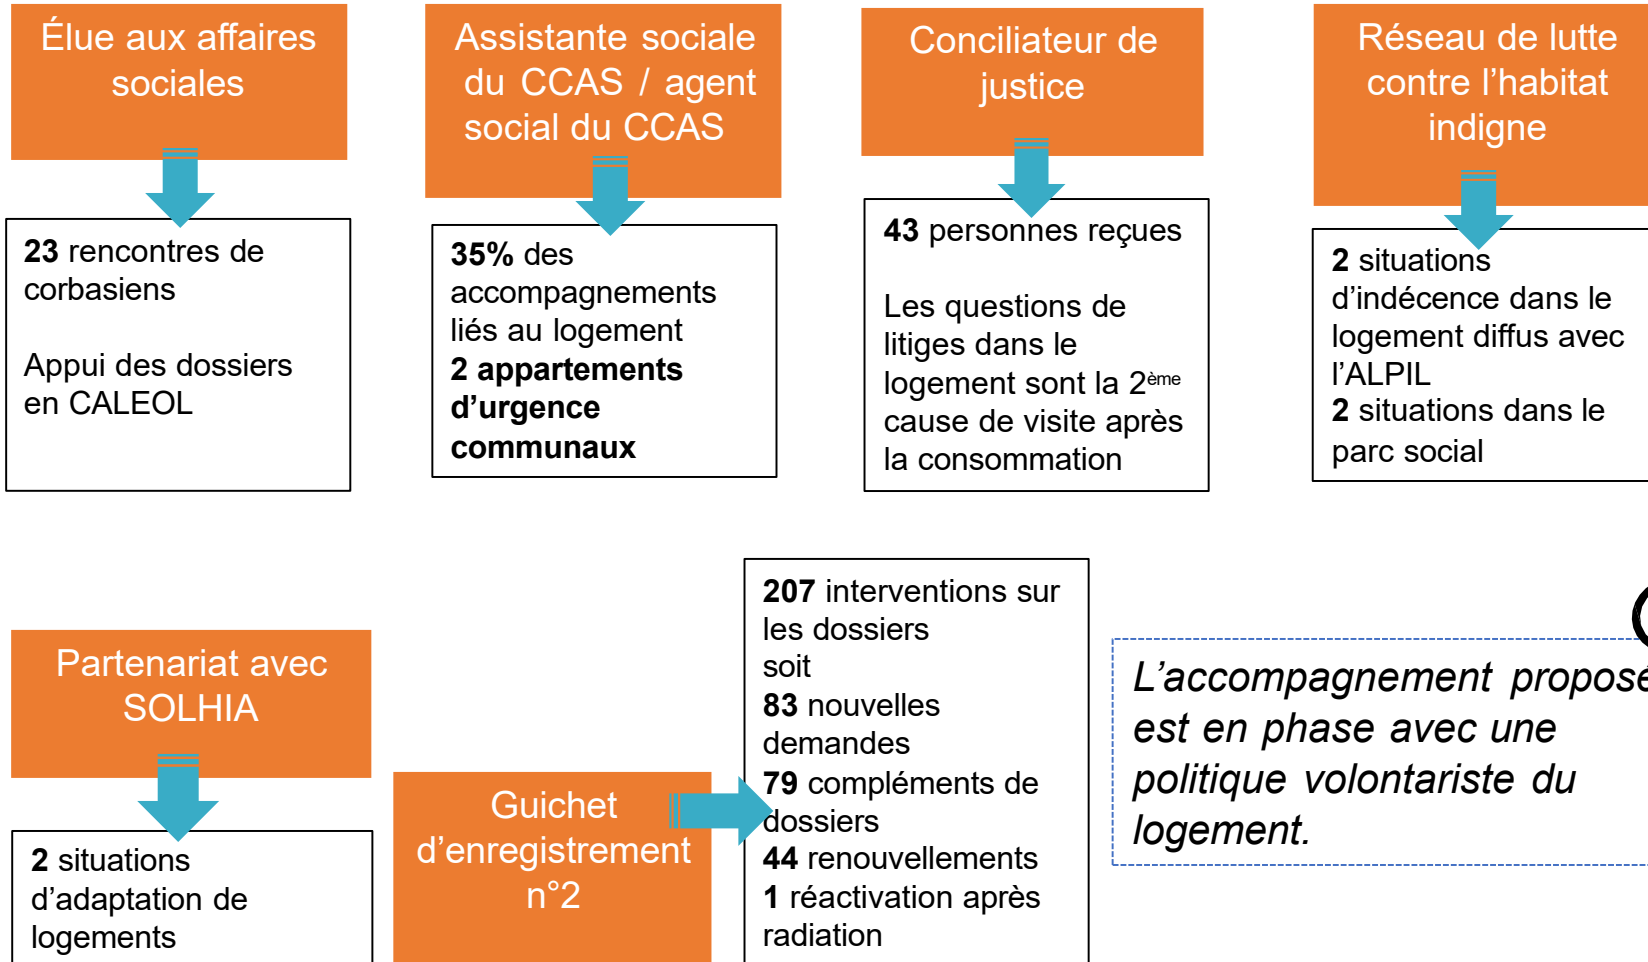 Élue aux affaires
sociales
23 rencontres de
corbasiens
Appui des dossiers
en CALEOL
Assistante sociale
du CCAS / agent
social du CCAS
35% des
accompagnements
liés au logement
2 appartements
d’urgence
communaux
Conciliateur de
justice
43 personnes reçues
Les questions de
litiges dans le
logement sont la 2ème
cause de visite après
la consommation
Réseau de lutte
contre l’habitat
indigne
2 situations
d’indécence dans le
logement diffus avec
l’ALPIL
2 situations dans le
parc social
Partenariat avec
SOLHIA
2 situations
d’adaptation de
logements
Guichet
d’enregistrement
n°2
207 interventions sur
les dossiers
soit
83 nouvelles
demandes
79 compléments de
dossiers
44 renouvellements
1 réactivation après
radiation
L’accompagnement proposé
est en phase avec une
politique volontariste du
logement.